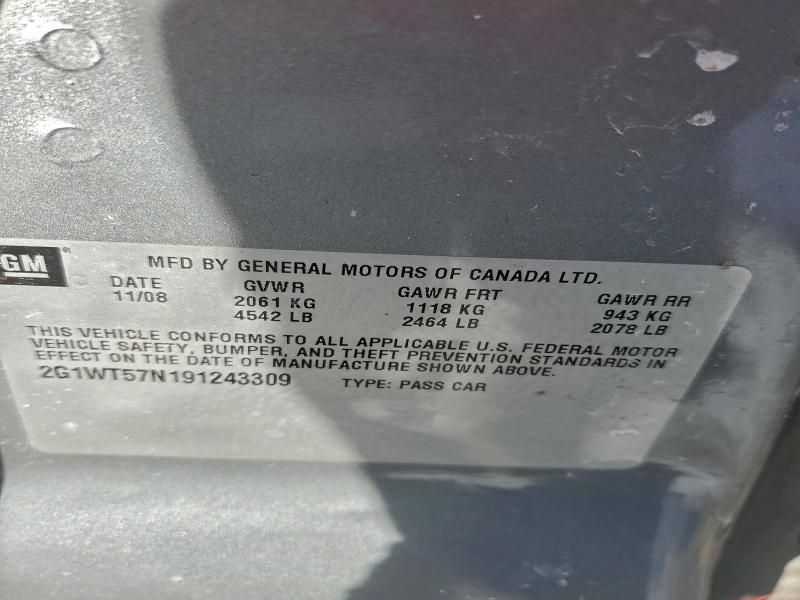 GM® MFD BY GENERAL MOTORS OF CANADA LTD.
DATE GVWR GAWR FRT GAWR RR
11/08 2061 KG 1118 KG 943 KG
4542 LB 2464 LB 2078 LB
THIS VEHICLE CONFORMS TO ALL APPLICABLE U.S. FEDERAL MOTOR
VEHICLE SAFETY, BUMPER, AND THEFT PREVENTION STANDARDS IN
EFFECT ON THE DATE OF MANUFACTURE SHOWN ABOVE.
2G1WT57N191243309 TYPE: PASS CAR